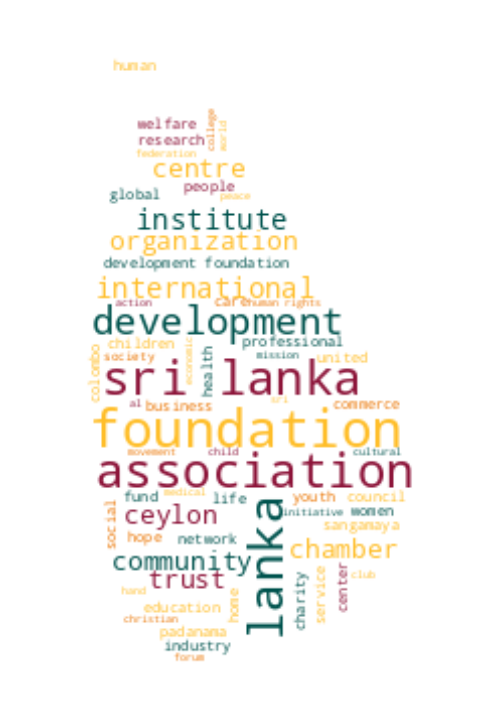 human
welfare
college
world
research
federation
centre
people
global
peace
institute
organization
development foundation
international
action
care
human rights
development
children
professional
economic
society
health
mission
united
colombo
sri lanka
al
business
sri
commerce
foundation
movement
child
cultural
association
fund
medical
life
youth
council
social
ceylon
lanka
initiative
women
sangamaya
hope
network
chamber
community
trust
center
club
service
charity
hand
home
education
christian
padanama
industry
forum